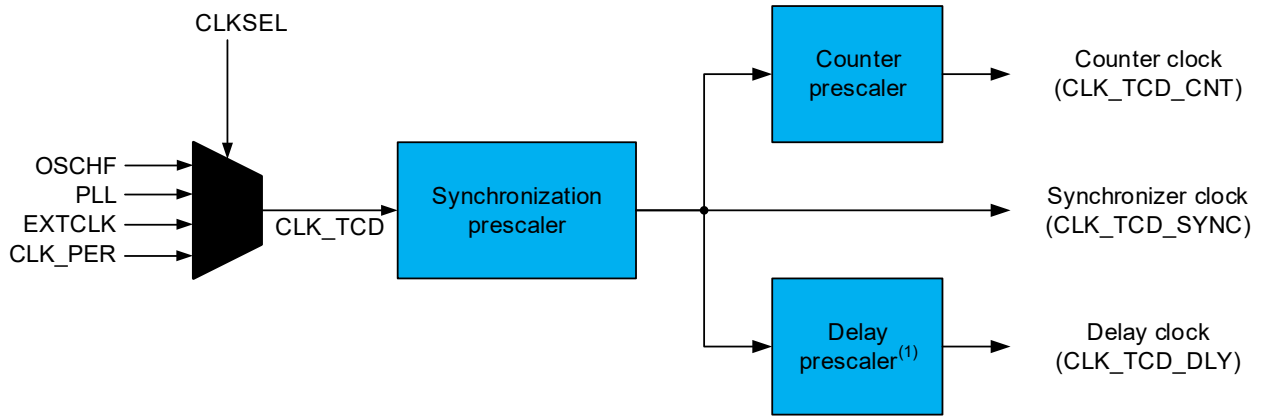 CLKSEL
OSCHF
PLL
EXTCLK
CLK_PER
CLK_TCD
Synchronization
prescaler
Counter
prescaler
Counter clock
(CLK_TCD_CNT)
Synchronizer clock
(CLK_TCD_SYNC)
Delay
prescaler(1)
Delay clock
(CLK_TCD_DLY)